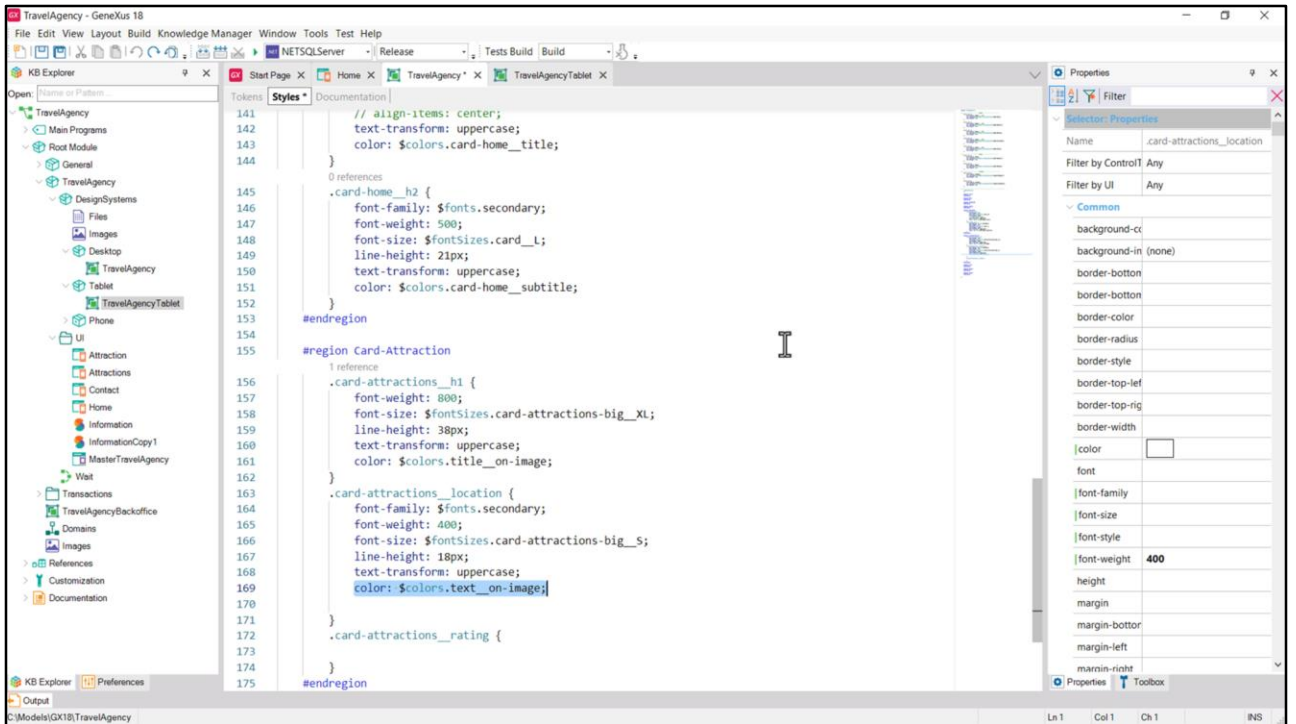 TravelAgency - GeneXus 18
File Edit View Layout Build Knowledge Manager Window Tools Test Help
NETSQLServer Release Tests Build Build
KB Explorer
Open: Name or Pattern...
TravelAgency
Main Programs
Root Module
General
TravelAgency
DesignSystems
Files
Images
Desktop
TravelAgency
Tablet
TravelAgencyTablet
Phone
UI
Attraction
Attractions
Contact
Home
Information
InformationCopy1
MasterTravelAgency
Wait
Transactions
TravelAgencyBackoffice
Domains
Images
References
Customization
Documentation
KB Explorer Preferences
Start Page X Home X TravelAgency * X TravelAgencyTablet X
Tokens Styles * Documentation
141 // align-items: center;
142 text-transform: uppercase;
143 color: $colors.card-home__title;
144 }
0 references
145 .card-home__h2 {
146 font-family: $fonts.secondary;
147 font-weight: 500;
148 font-size: $fontSizes.card__L;
149 line-height: 21px;
150 text-transform: uppercase;
151 color: $colors.card-home__subtitle;
152 }
153 #endregion
154
155 #region Card-Attraction
1 reference
156 .card-attractions__h1 {
157 font-weight: 800;
158 font-size: $fontSizes.card-attractions-big__XL;
159 line-height: 38px;
160 text-transform: uppercase;
161 color: $colors.title__on-image;
162 }
163 .card-attractions__location {
164 font-family: $fonts.secondary;
165 font-weight: 400;
166 font-size: $fontSizes.card-attractions-big__S;
167 line-height: 18px;
168 text-transform: uppercase;
169 color: $colors.text__on-image;
170
171 }
172 .card-attractions__rating {
173
174 }
175 #endregion
Properties
Filter
Selector: Properties
Name .card-attractions__location
Filter by ControlT Any
Filter by UI Any
Common
background-co
background-in (none)
border-bottom
border-bottom
border-color
border-radius
border-style
border-top-lef
border-top-rig
border-width
color
font
font-family
font-size
font-style
font-weight 400
height
margin
margin-bottor
margin-left
margin-right
Properties Toolbox
Output
C:\Models\GX18\TravelAgency
Ln 1 Col 1 Ch 1 INS